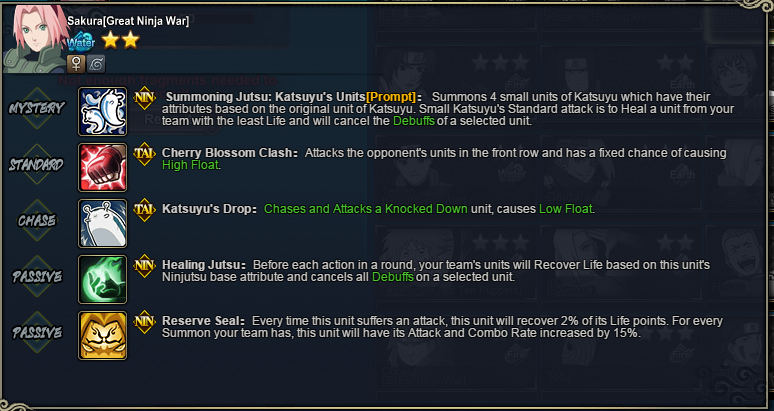 Sakura[Great Ninja War]
Water
MYSTERY
NIN Summoning Jutsu: Katsuyu's Units[Prompt]: Summons 4 small units of Katsuyu which have their
attributes based on the original unit of Katsuyu. Small Katsuyu's Standard attack is to Heal a unit from your
team with the least Life and will cancel the Debuffs of a selected unit.
STANDARD
TAI Cherry Blossom Clash: Attacks the opponent's units in the front row and has a fixed chance of causing
High Float.
CHASE
TAI Katsuyu's Drop: Chases and Attacks a Knocked Down unit, causes Low Float.
PASSIVE
NIN Healing Jutsu: Before each action in a round, your team's units will Recover Life based on this unit's
Ninjutsu base attribute and cancels all Debuffs on a selected unit.
PASSIVE
NIN Reserve Seal: Every time this unit suffers an attack, this unit will recover 2% of its Life points. For every
Summon your team has, this unit will have its Attack and Combo Rate increased by 15%.